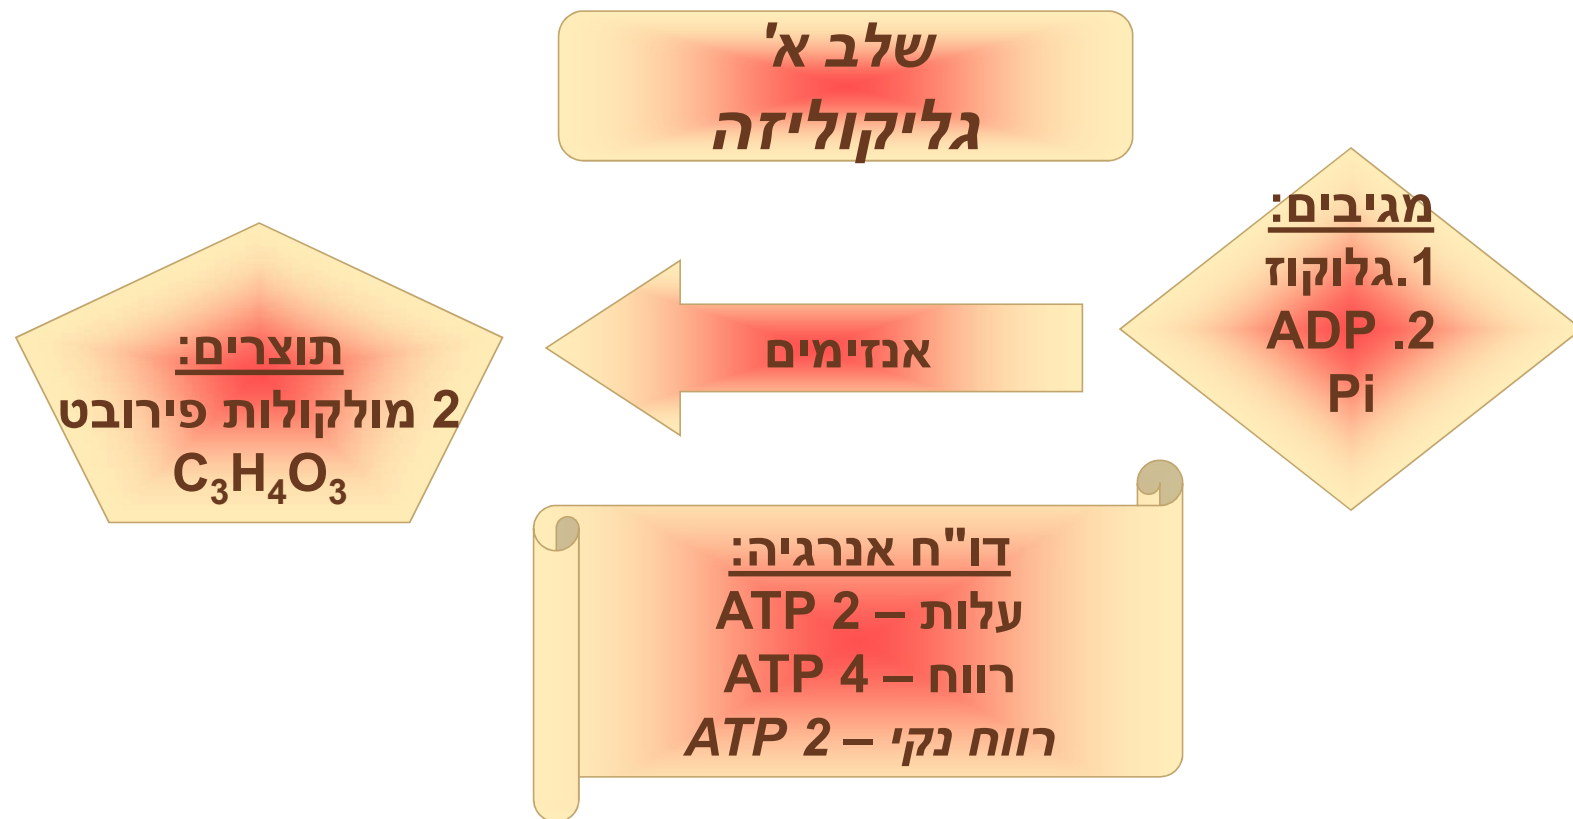 שלב א'
גליקוליזה
מגיבים:
1.גלוקוז
2. ADP
Pi
אנזימים
תוצרים:
2 מולקולות פירובט
C₃H₄O₃
דו"ח אנרגיה:
עלות – 2 ATP
רווח – 4 ATP
רווח נקי – 2 ATP